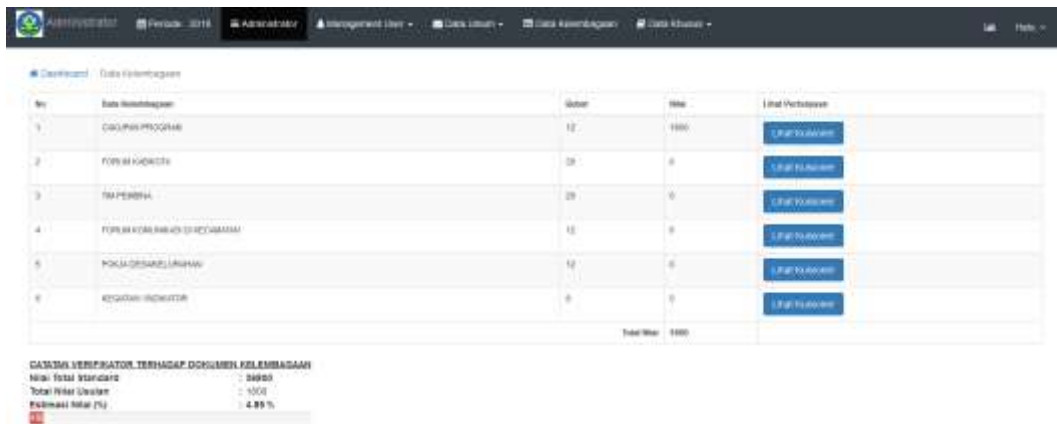 Administrator Periode : 2016 Administrator Management User Data Umum Data Kelembagaan Data Khusus Halo,
Dashboard Data Kelembagaan
No Data Kelembagaan Nilai Lihat Pertanyaan
1 CAKUPAN PROGRAM 12 1000 Lihat Kuisioner
2 FORUM KAB/KOTA 0 Lihat Kuisioner
3 TIM PEMBINA 0 Lihat Kuisioner
4 FORUM KOMUNIKASI DI KECAMATAN 12 0 Lihat Kuisioner
5 POKJA DESA/KELURAHAN 12 0 Lihat Kuisioner
6 KEGIATAN 0 Lihat Kuisioner
Total Nilai 1000
CATATAN VERIFIKATOR TERHADAP DOKUMEN KELEMBAGAAN
Nilai Total Standard :
Total Nilai Usulan : 1000
Estimasi Nilai (%) : %